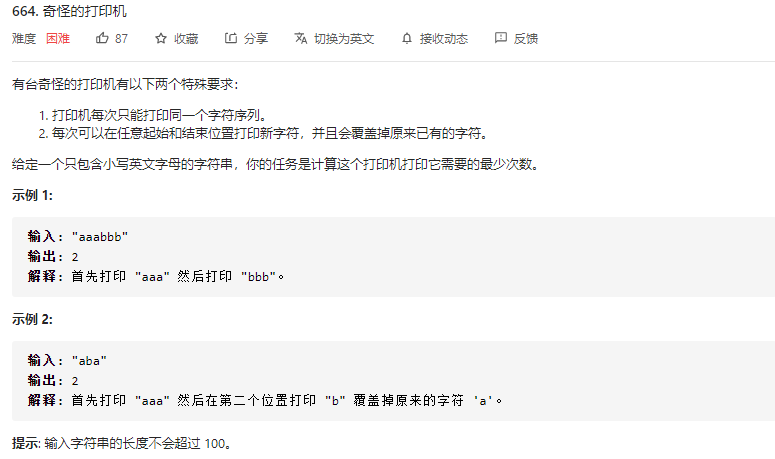 664. 奇怪的打印机
难度 困难 87 收藏 分享 切换为英文 接收动态 反馈
有台奇怪的打印机有以下两个特殊要求：
1. 打印机每次只能打印同一个字符序列。
2. 每次可以在任意起始和结束位置打印新字符，并且会覆盖掉原来已有的字符。
给定一个只包含小写英文字母的字符串，你的任务是计算这个打印机打印它需要的最少次数。
示例 1:
输入: "aaabbb"
输出: 2
解释: 首先打印 "aaa" 然后打印 "bbb"。
示例 2:
输入: "aba"
输出: 2
解释: 首先打印 "aaa" 然后在第二个位置打印 "b" 覆盖掉原来的字符 'a'。
提示: 输入字符串的长度不会超过 100。